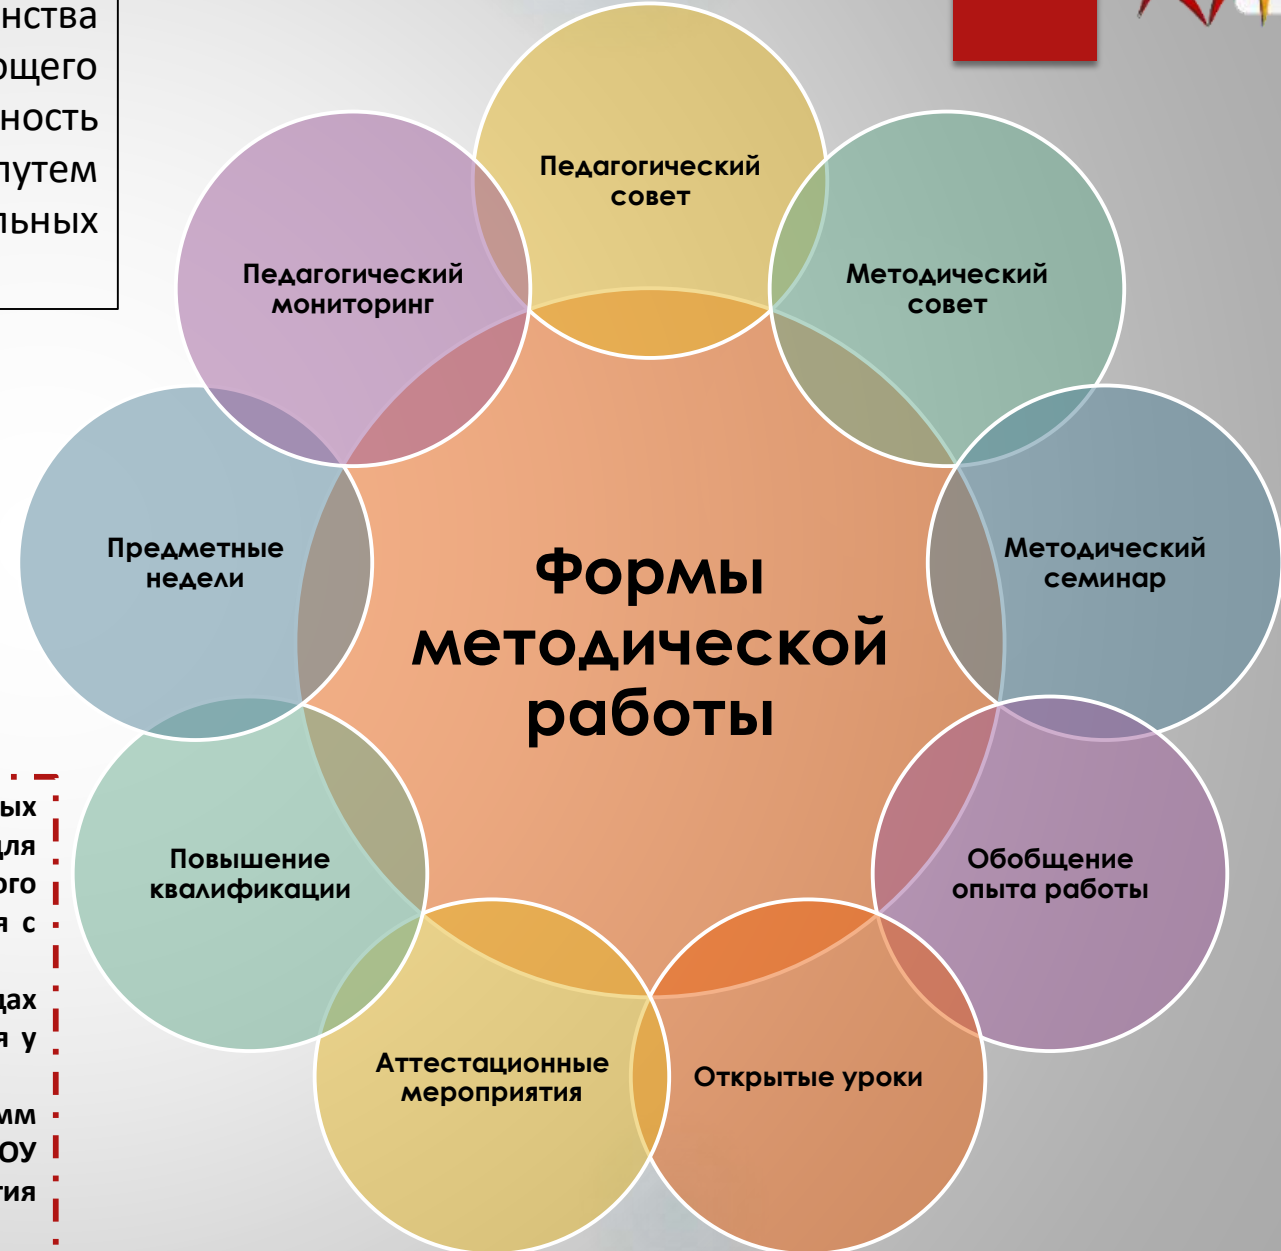 Педагогический
совет
Методический
совет
Методический
семинар
Обобщение
опыта работы
Открытые уроки
Аттестационные
мероприятия
Повышение
квалификации
Предметные
недели
Педагогический
мониторинг
Формы
методической
работы
путем
с
я у